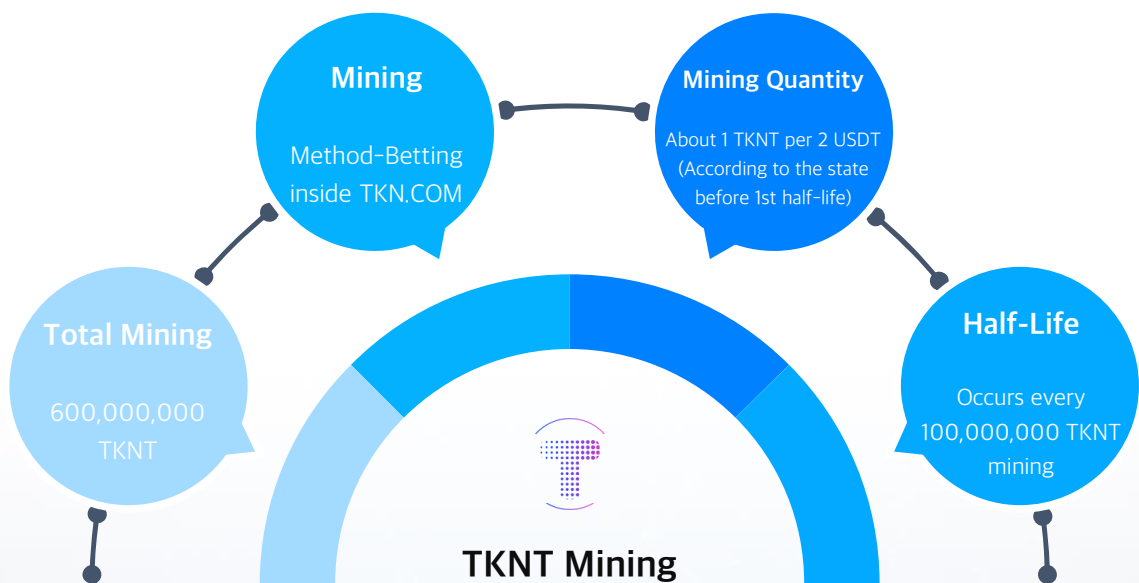 Mining
Method-Betting
inside TKN.COM
Mining Quantity
About 1 TKNT per 2 USDT
(According to the state
before 1st half-life)
Total Mining
600,000,000
TKNT
Half-Life
Occurs every
100,000,000 TKNT
mining
T
TKNT Mining